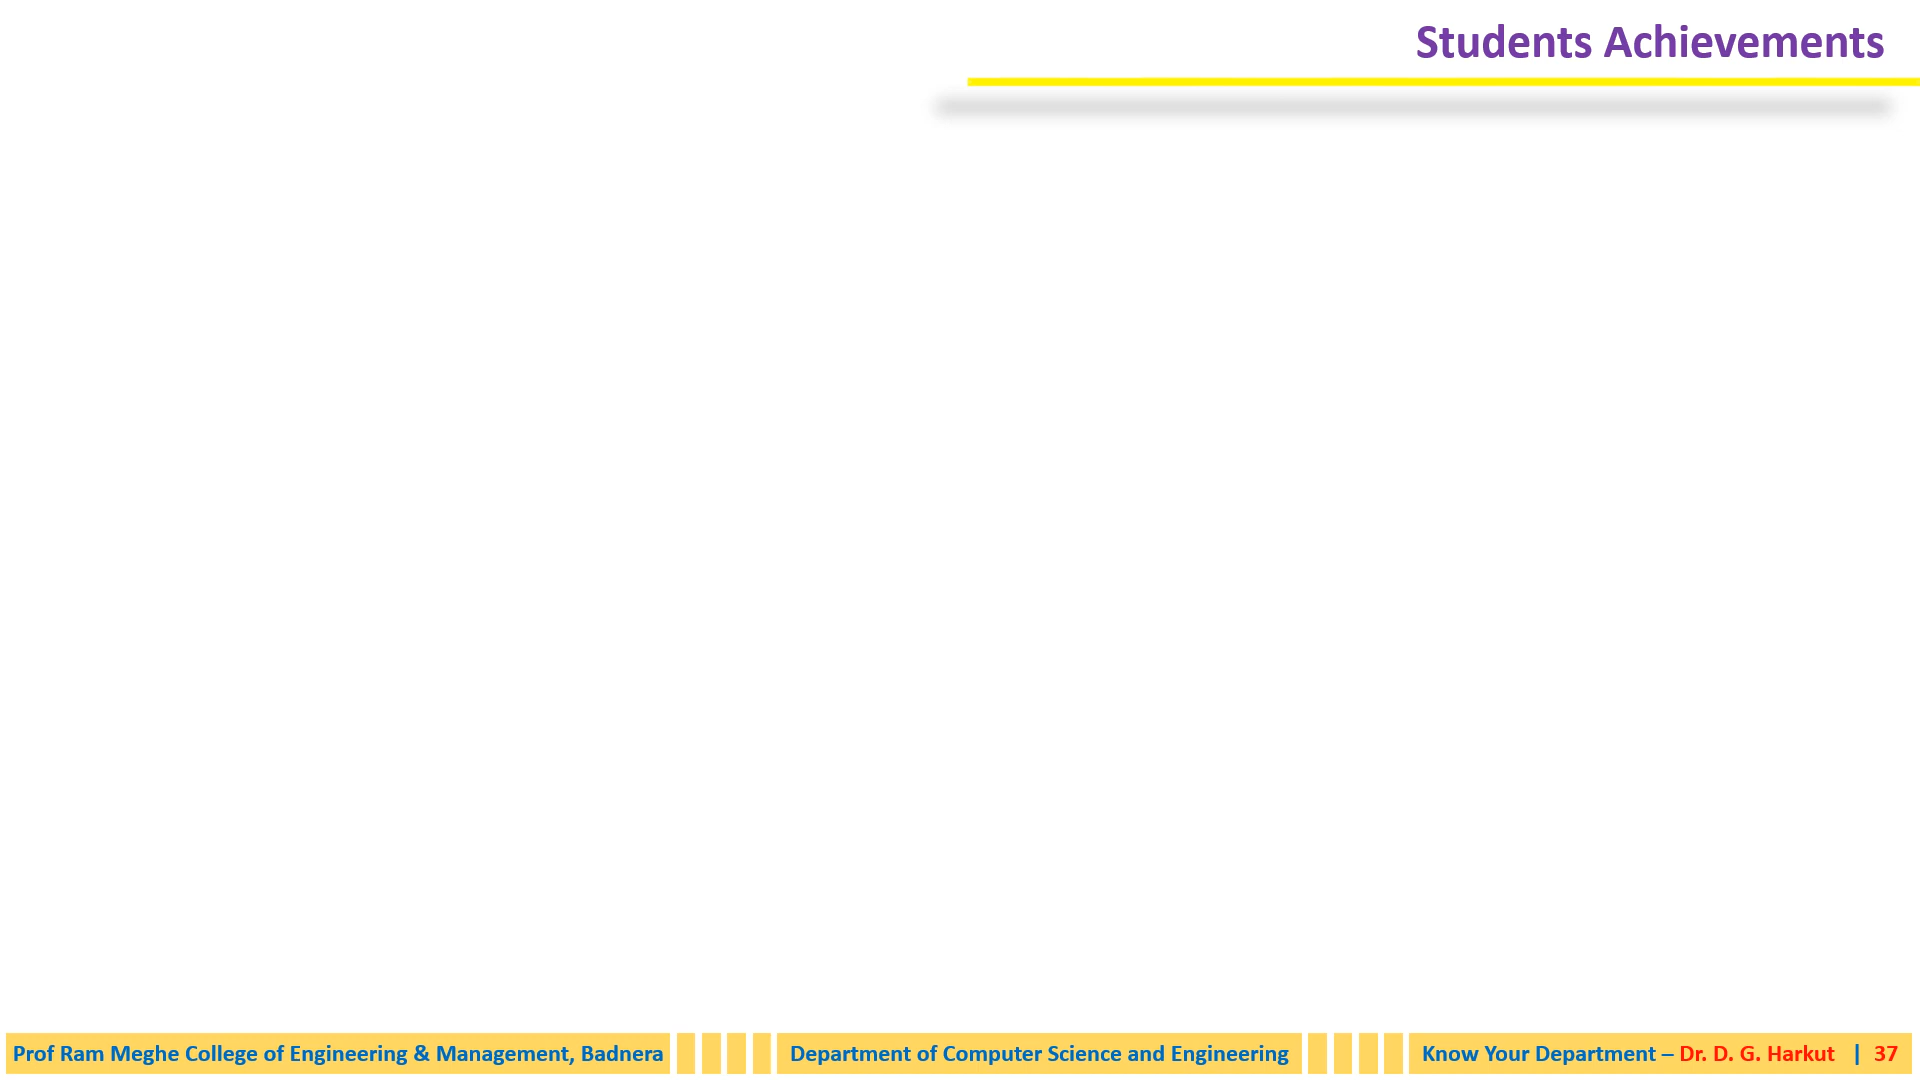 Students Achievements
Prof Ram Meghe College of Engineering & Management, Badnera
Department of Computer Science and Engineering
Know Your Department – Dr. D. G. Harkut | 37